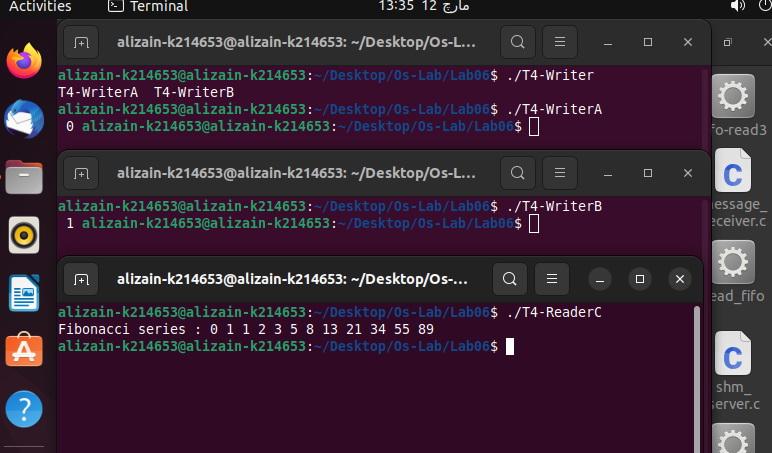 Activities
Terminal
13:35 12 مارچ
alizain-k214653@alizain-k214653: ~/Desktop/Os-L...
alizain-k214653@alizain-k214653:~/Desktop/Os-Lab/Lab06$ ./T4-Writer
T4-WriterA  T4-WriterB
alizain-k214653@alizain-k214653:~/Desktop/Os-Lab/Lab06$ ./T4-WriterA
0 alizain-k214653@alizain-k214653:~/Desktop/Os-Lab/Lab06$
alizain-k214653@alizain-k214653: ~/Desktop/Os-L...
alizain-k214653@alizain-k214653:~/Desktop/Os-Lab/Lab06$ ./T4-WriterB
1 alizain-k214653@alizain-k214653:~/Desktop/Os-Lab/Lab06$
alizain-k214653@alizain-k214653: ~/Desktop/Os-...
alizain-k214653@alizain-k214653:~/Desktop/Os-Lab/Lab06$ ./T4-ReaderC
Fibonacci series : 0 1 1 2 3 5 8 13 21 34 55 89
alizain-k214653@alizain-k214653:~/Desktop/Os-Lab/Lab06$
fo-read3
C
essage_
eceiver.c
ead_fifo
C
shm_
server.c